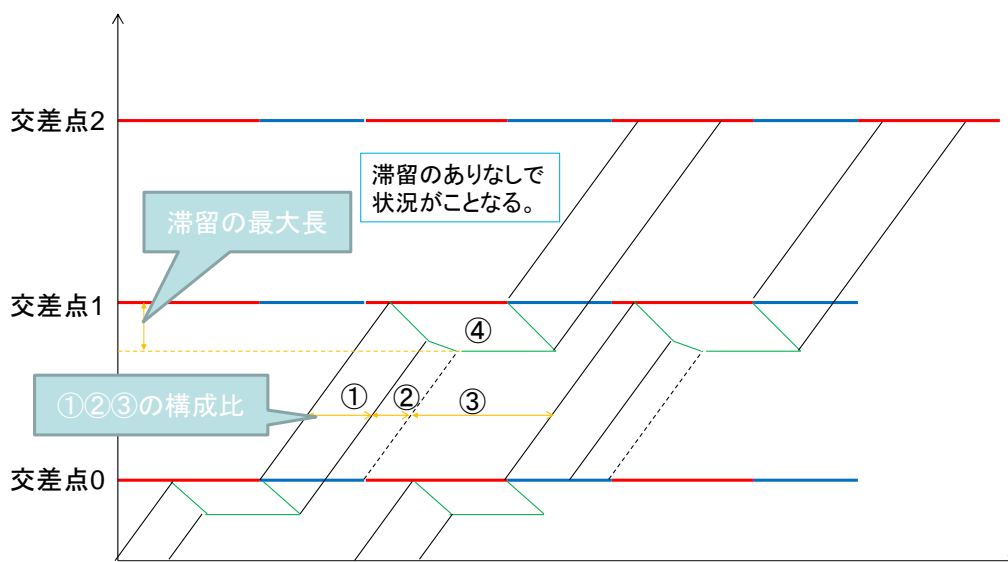 交差点2
滞留のありなしで
状況がことなる。
滞留の最大長
交差点1
④
①②③の構成比
①
②
③
交差点0